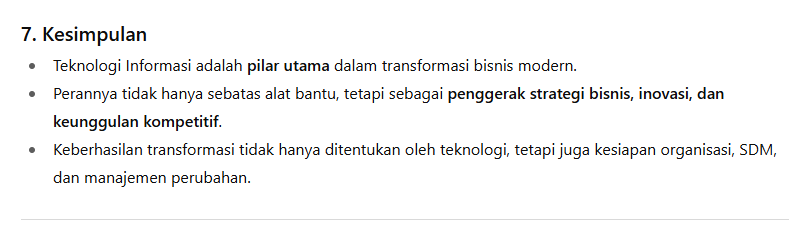 7. Kesimpulan
• Teknologi Informasi adalah pilar utama dalam transformasi bisnis modern.
• Perannya tidak hanya sebatas alat bantu, tetapi sebagai penggerak strategi bisnis, inovasi, dan
keunggulan kompetitif.
• Keberhasilan transformasi tidak hanya ditentukan oleh teknologi, tetapi juga kesiapan organisasi, SDM,
dan manajemen perubahan.